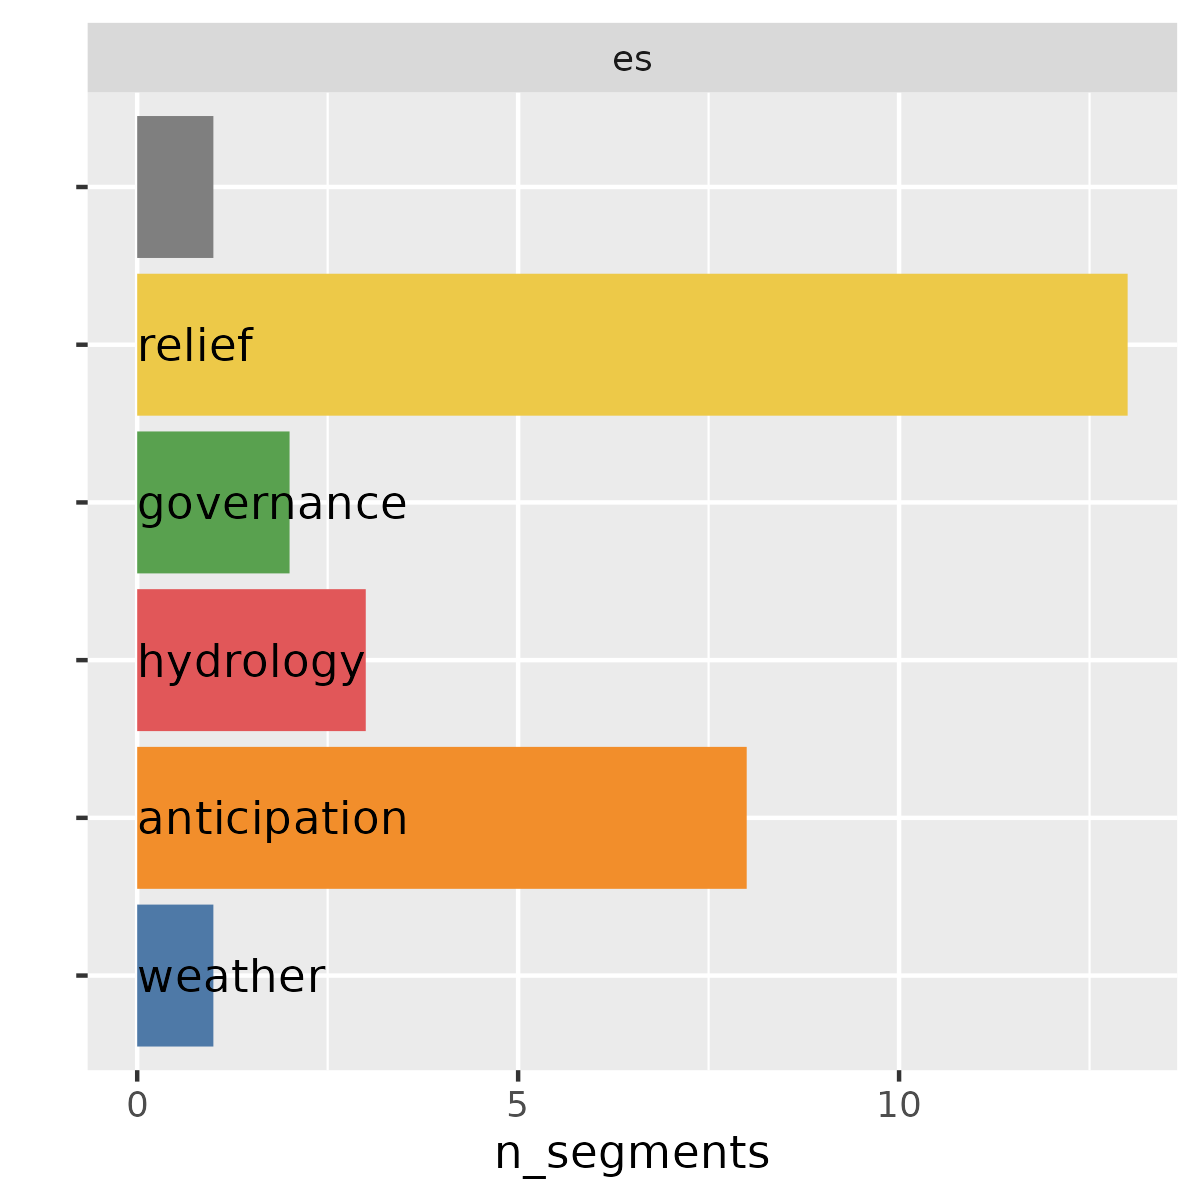 es
relief
governance
hydrology
anticipation
weather
0 5 10
n_segments